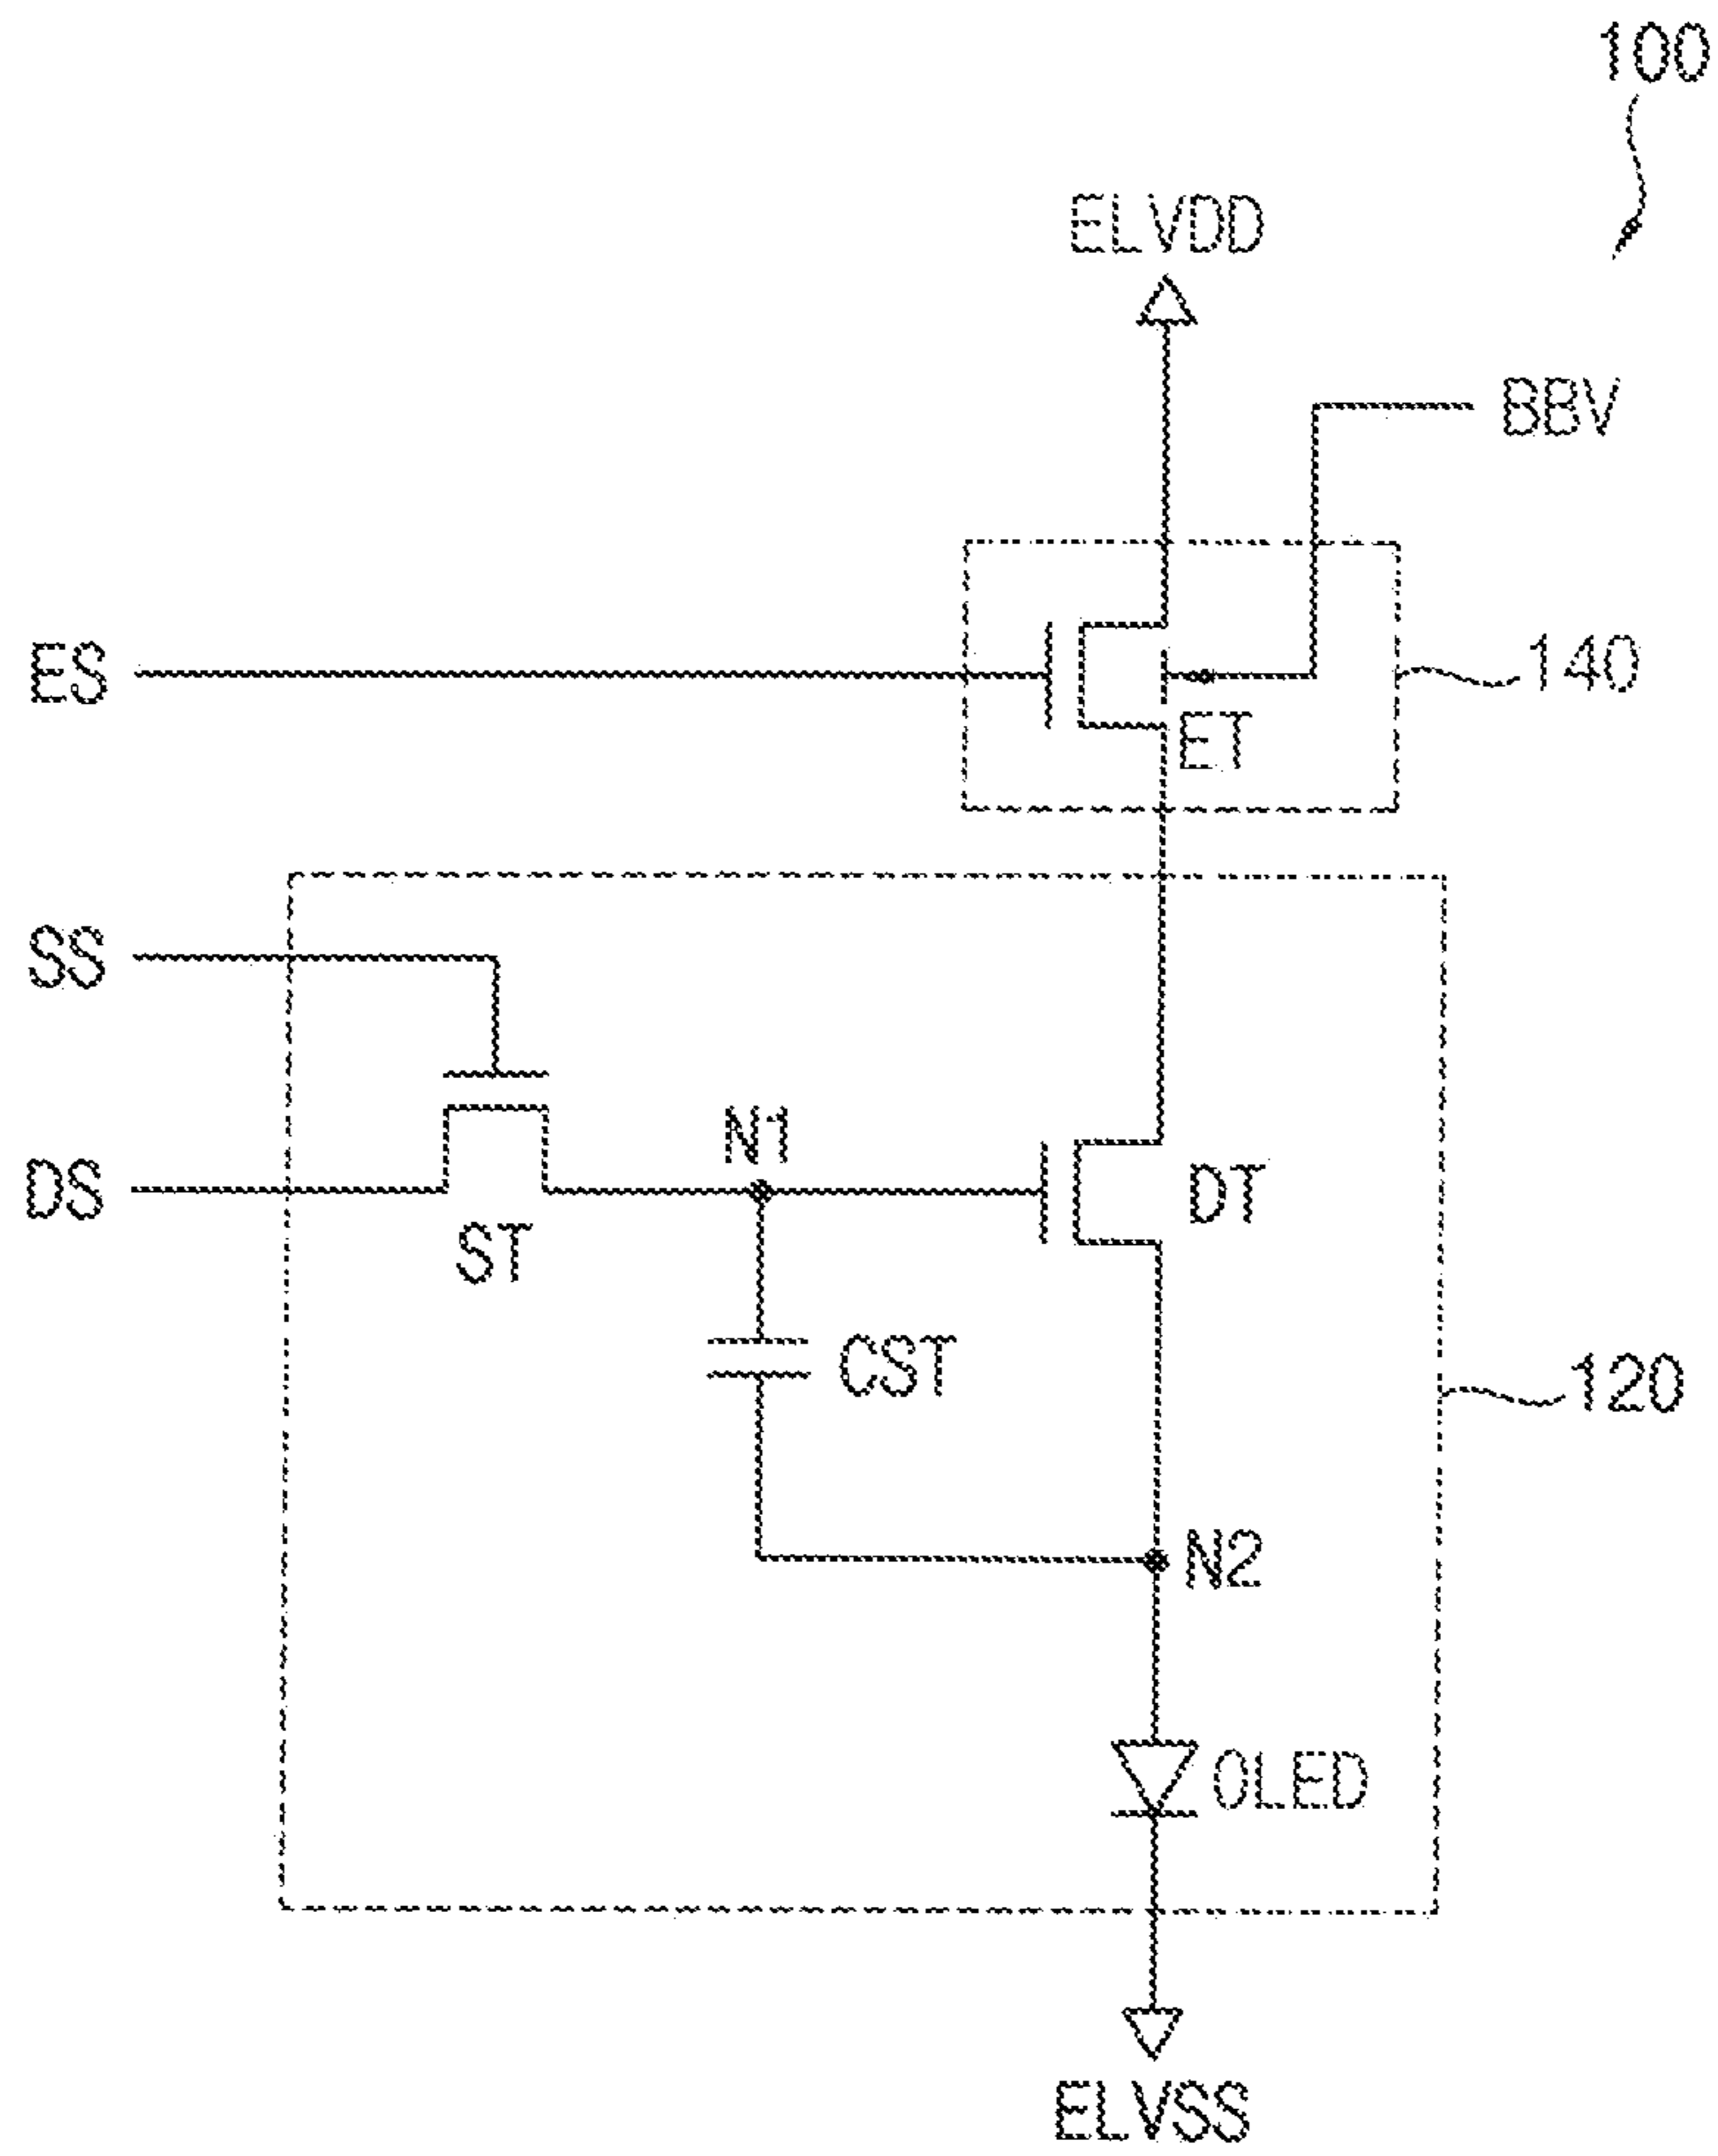 100
ELVDD
BBV
ES
140
ET
SS
N1
DS
DT
ST
CST
120
N2
OLED
ELVSS